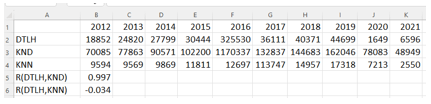 A B C D E F G H I J K
1 2012 2013 2014 2015 2016 2017 2018 2019 2020 2021
2 DTLH 18852 24820 27799 30444 325530 36111 40371 44699 1649 6596
3 KND 70085 77863 90571 102200 1170337 132837 144683 162046 78083 48949
4 KNN 9594 9569 9869 11811 12697 113747 14957 17318 7213 2550
5 R(DTLH,KND) 0.997
6 R(DTLH,KNN) -0.034